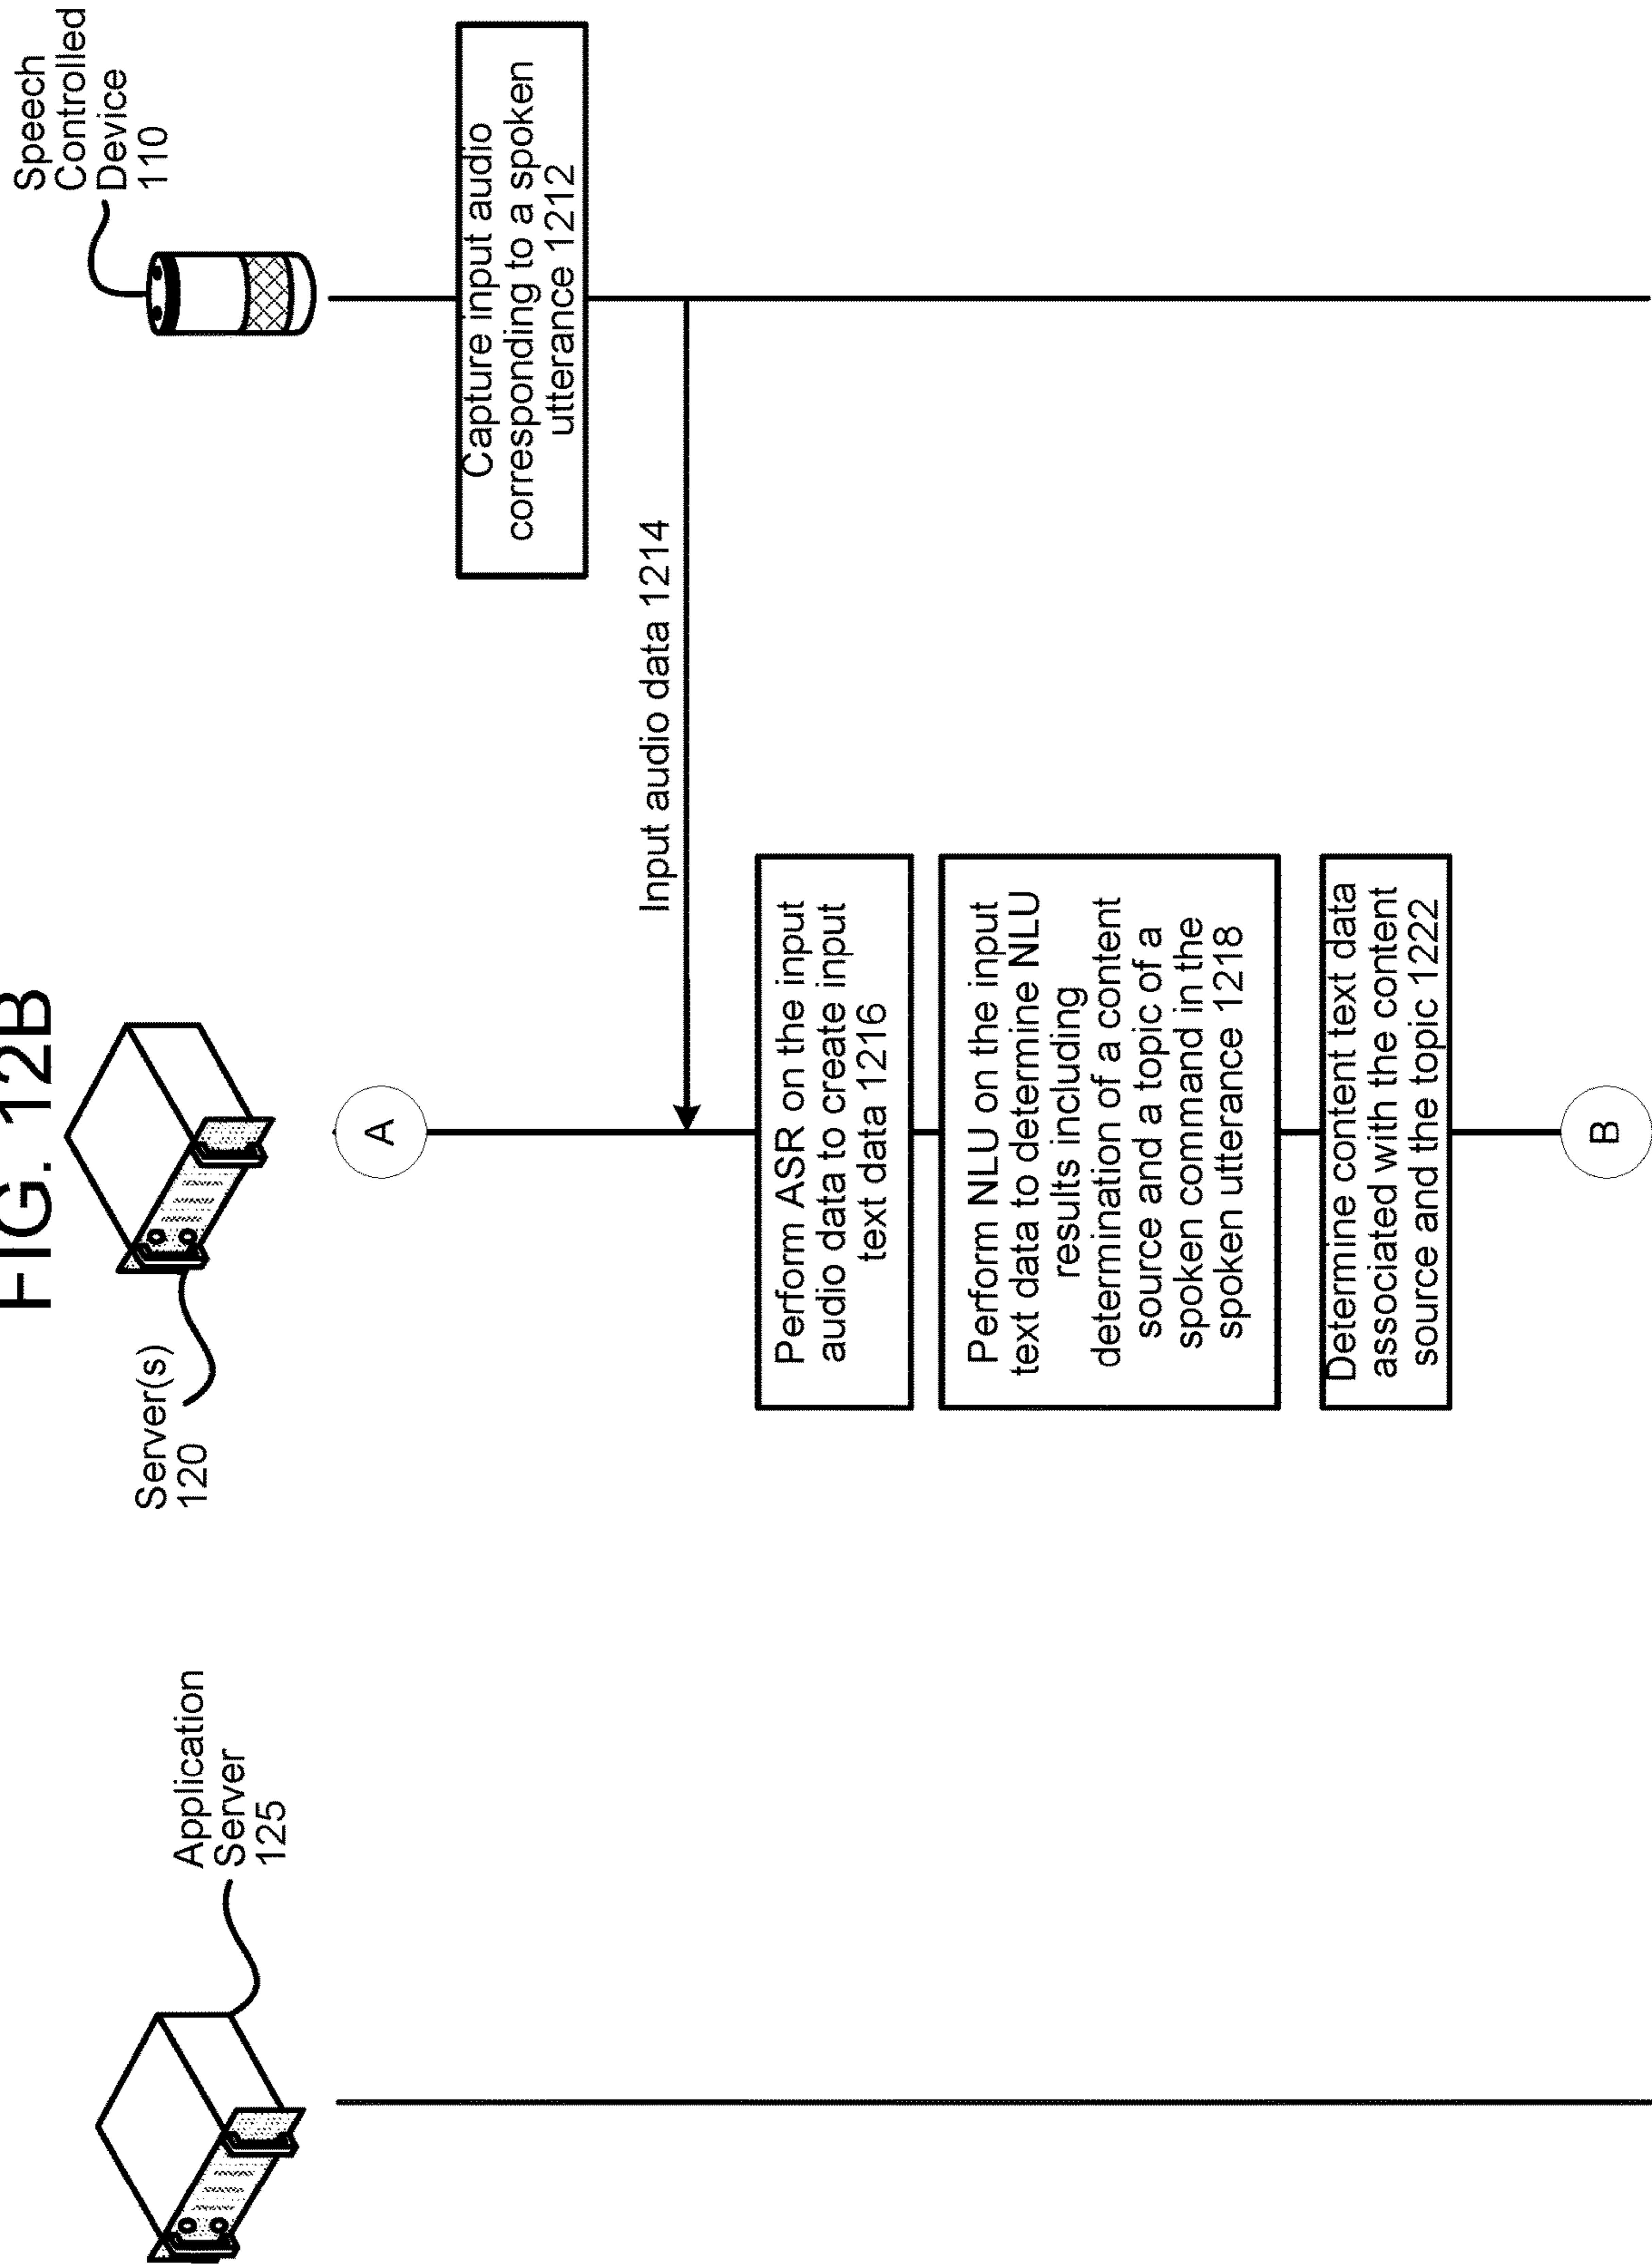 FIG. 12B
Speech
Controlled
Device
110
Server(s)
120
Application
Server
125
Capture input audio
corresponding to a spoken
utterance 1212
Input audio data 1214
A
Perform ASR on the input
audio data to create input
text data 1216
Perform NLU on the input
text data to determine NLU
results including
determination of a content
source and a topic of a
spoken command in the
spoken utterance 1218
Determine content text data
associated with the content
source and the topic 1222
B